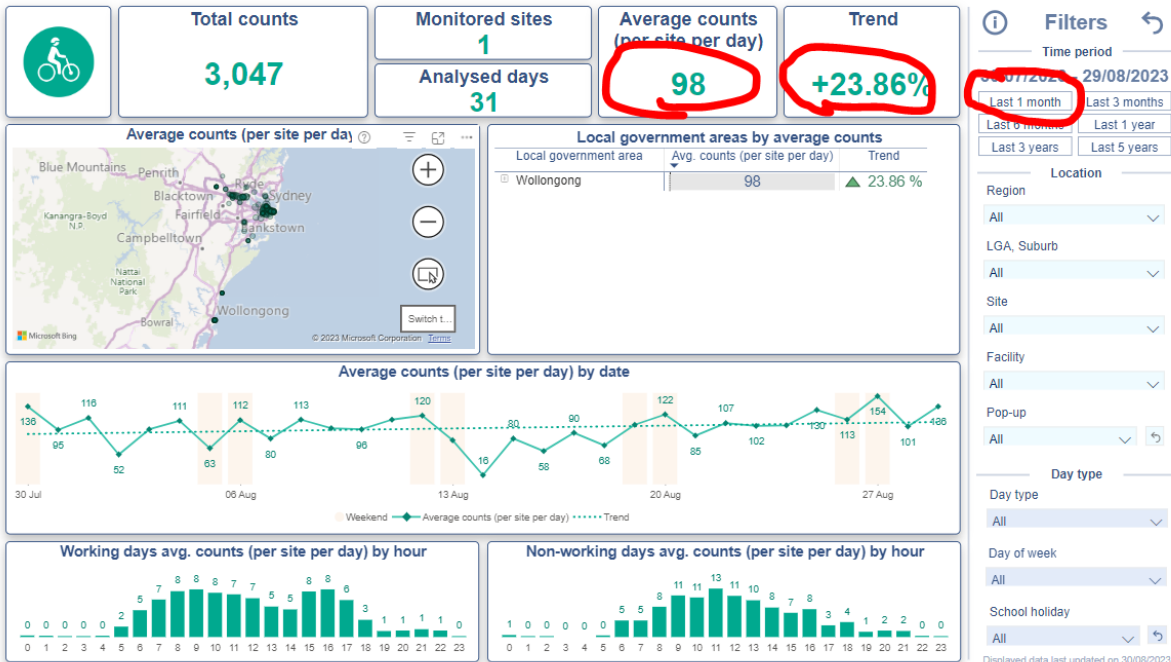 Total counts
3,047
Monitored sites
1
Analysed days
31
Average counts
(per site per day)
98
Trend
+23.86%
Filters
Time period
- 29/08/2023
Last 1 month
Last 3 months
Last 6 months
Last 1 year
Last 3 years
Last 5 years
Location
Region
All
LGA, Suburb
All
Site
All
Facility
All
Pop-up
All
Day type
Day type
All
Day of week
All
School holiday
All
Displayed data last updated on 30/08/2023
Average counts (per site per day
Blue Mountains
Penrith
Ryde
Blacktown
Sydney
Kanangra-Boyd
N.P.
Fairfield
Bankstown
Campbelltown
Nattai
National
Park
Wollongong
Bowral
Switch t...
Microsoft Bing
© 2023 Microsoft Corporation Terms
Local government areas by average counts
Local government area Avg. counts (per site per day) Trend
Wollongong 98 23.86 %
Average counts (per site per day) by date
136 95 116 52 111 63 112 80 113 96 120 16 80 58 90 68 122 85 107 102 130 113 154 101 136
30 Jul 06 Aug 13 Aug 20 Aug 27 Aug
Weekend Average counts (per site per day) Trend
Working days avg. counts (per site per day) by hour
0 0 0 0 0 2 5 7 8 8 8 7 7 5 5 8 8 6 3 1 1 1 1 0
0 1 2 3 4 5 6 7 8 9 10 11 12 13 14 15 16 17 18 19 20 21 22 23
Non-working days avg. counts (per site per day) by hour
1 0 0 0 0 0 5 5 8 11 11 13 11 10 8 7 8 3 4 1 2 2 0 0
0 1 2 3 4 5 6 7 8 9 10 11 12 13 14 15 16 17 18 19 20 21 22 23